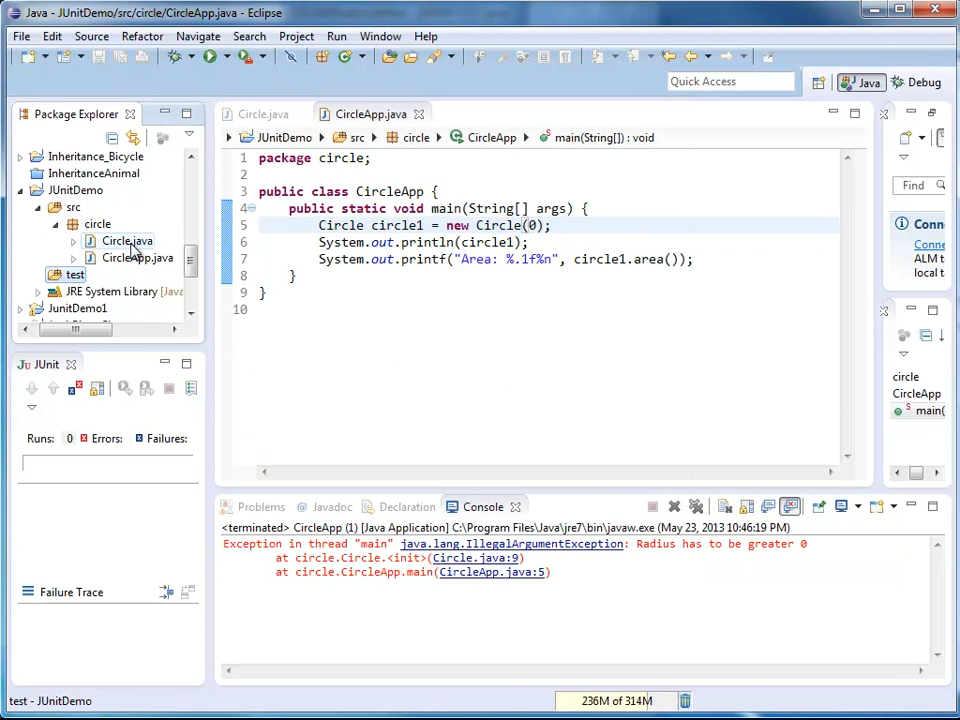 Java - JUnitDemo/src/circle/CircleApp.java - Eclipse
File Edit Source Refactor Navigate Search Project Run Window Help
Quick Access
Java
Debug
Package Explorer
Inheritance_Bicycle
InheritanceAnimal
JUnitDemo
src
circle
Circle.java
CircleApp.java
test
JRE System Library [Java
JunitDemo1
Circle.java
CircleApp.java
JUnitDemo src circle CircleApp main(String[]) : void
1 package circle;
2
3 public class CircleApp {
4 public static void main(String[] args) {
5 Circle circle1 = new Circle(0);
6 System.out.println(circle1);
7 System.out.printf("Area: %.1f%n", circle1.area());
8 }
9 }
10
Find
Conne
Conne
ALM t
local t
circle
CircleApp
main(
JUnit
Runs: 0 Errors: Failures:
Failure Trace
Problems Javadoc Declaration Console
<terminated> CircleApp (1) [Java Application] C:\Program Files\Java\jre7\bin\javaw.exe (May 23, 2013 10:46:19 PM)
Exception in thread "main" java.lang.IllegalArgumentException: Radius has to be greater 0
at circle.Circle.<init>(Circle.java:9)
at circle.CircleApp.main(CircleApp.java:5)
test - JUnitDemo
236M of 314M